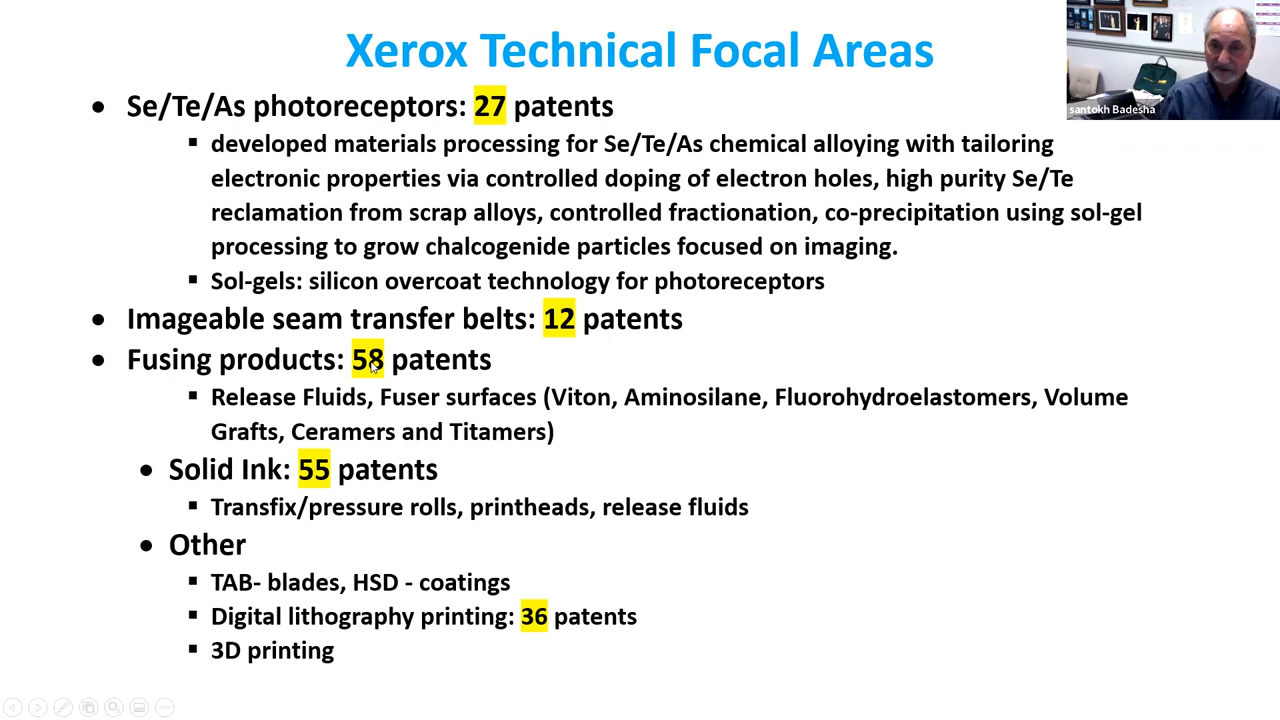 Xerox Technical Focal Areas
santokh Badesha
• Se/Te/As photoreceptors: 27 patents
▪ developed materials processing for Se/Te/As chemical alloying with tailoring
electronic properties via controlled doping of electron holes, high purity Se/Te
reclamation from scrap alloys, controlled fractionation, co-precipitation using sol-gel
processing to grow chalcogenide particles focused on imaging.
▪ Sol-gels: silicon overcoat technology for photoreceptors
• Imageable seam transfer belts: 12 patents
• Fusing products: 58 patents
▪ Release Fluids, Fuser surfaces (Viton, Aminosilane, Fluorohydroelastomers, Volume
Grafts, Ceramers and Titamers)
• Solid Ink: 55 patents
▪ Transfix/pressure rolls, printheads, release fluids
• Other
▪ TAB- blades, HSD - coatings
▪ Digital lithography printing: 36 patents
▪ 3D printing